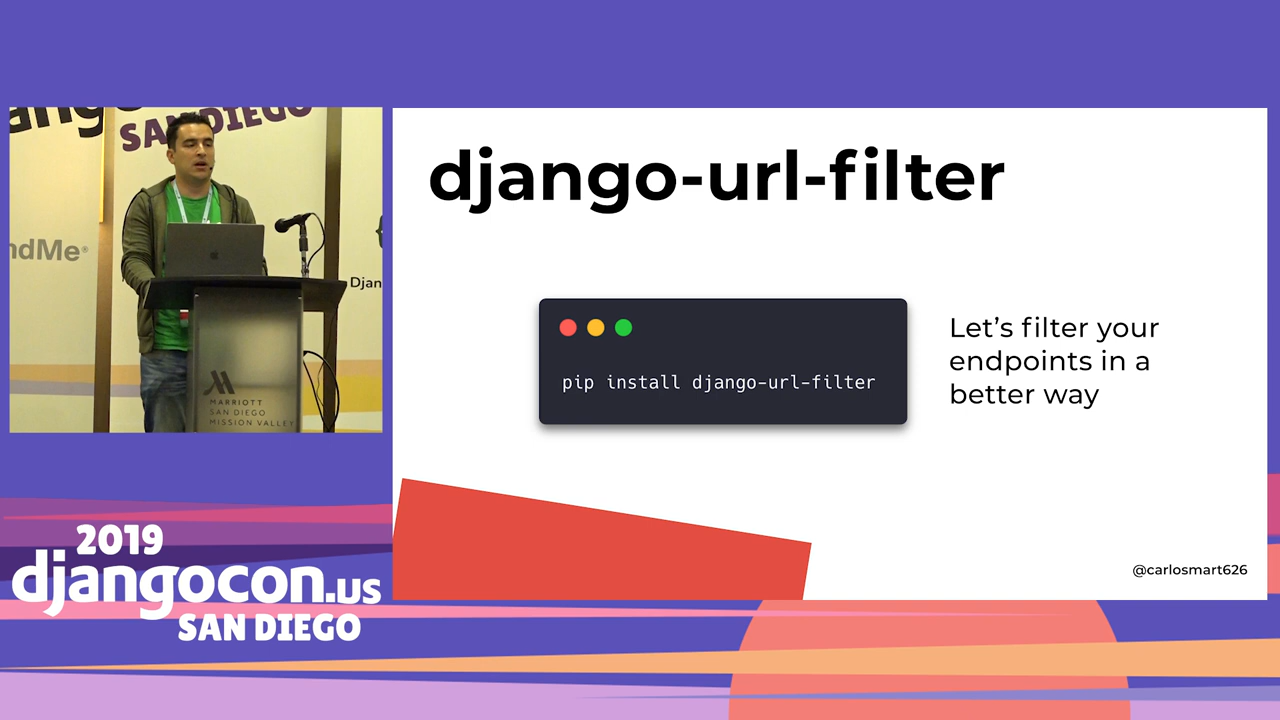 SAN DIEGO
ndMe®
Djan
MARRIOTT
SAN DIEGO
MISSION VALLEY
django-url-filter
pip install django-url-filter
Let's filter your
endpoints in a
better way
@carlosmart626
2019
djangocon.us
SAN DIEGO